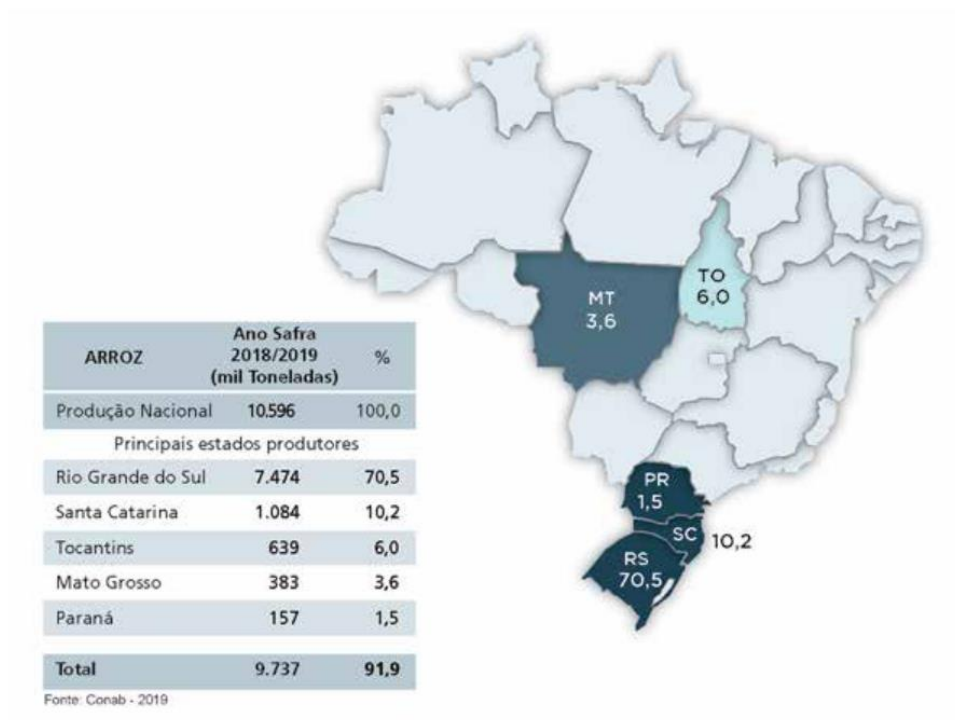 TO
6,0
MT
3,6
ARROZ
Ano Safra
2018/2019
(mil Toneladas)
%
Produção Nacional 10.596 100,0
Principais estados produtores
Rio Grande do Sul 7.474 70,5
Santa Catarina 1.084 10,2
Tocantins 639 6,0
Mato Grosso 383 3,6
Paraná 157 1,5
Total 9.737 91,9
Fonte: Conab - 2019
PR
1,5
SC 10,2
RS
70,5